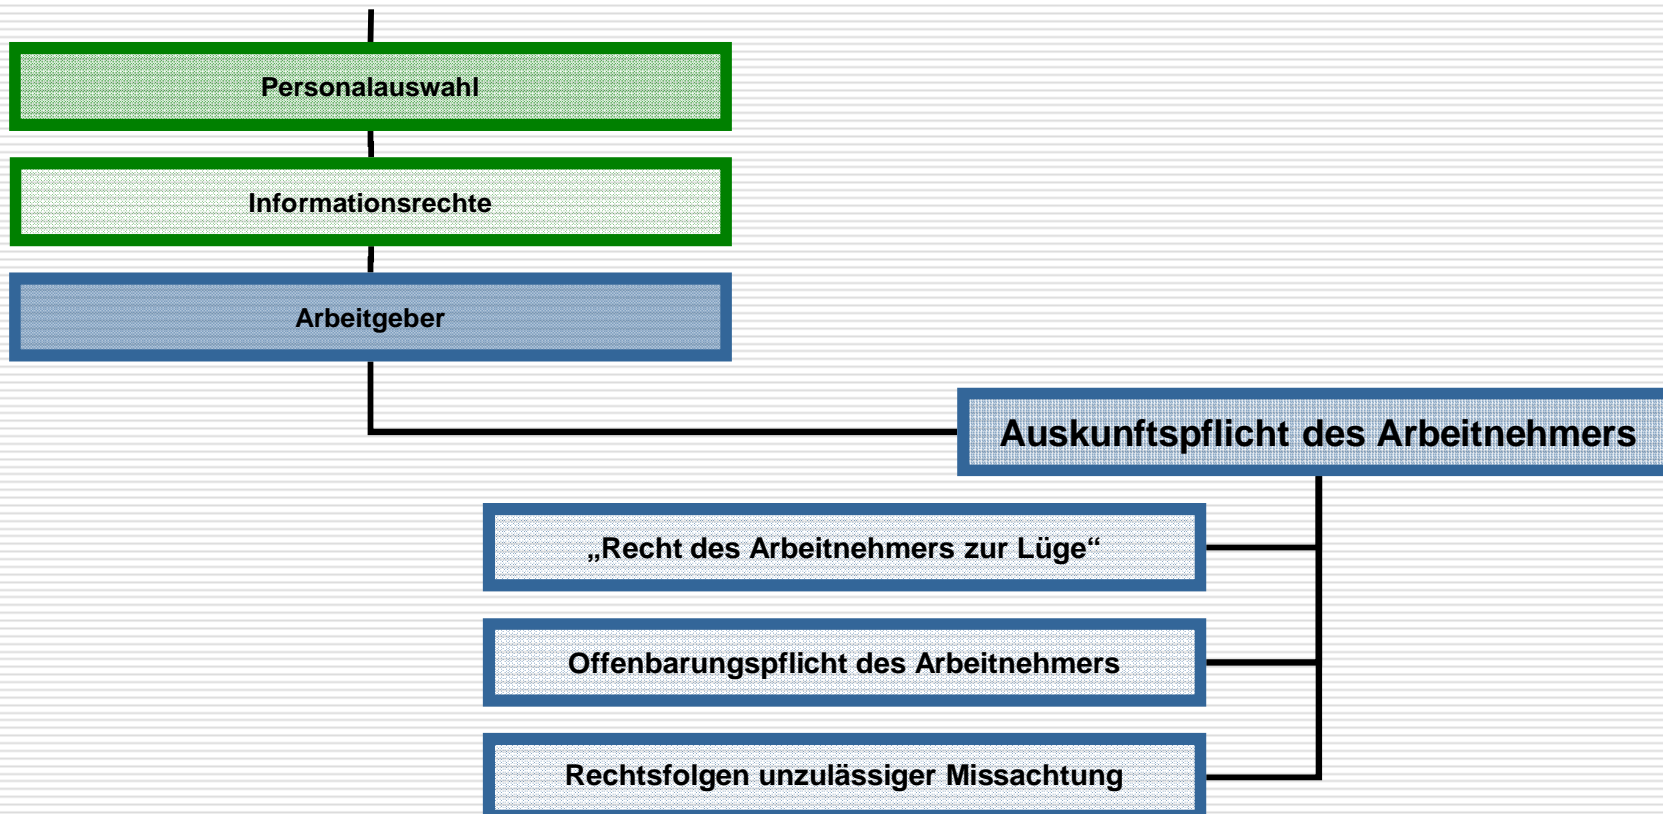 Personalauswahl
Informationsrechte
Arbeitgeber
Auskunftspflicht des Arbeitnehmers
„Recht des Arbeitnehmers zur Lüge“
Offenbarungspflicht des Arbeitnehmers
Rechtsfolgen unzulässiger Missachtung